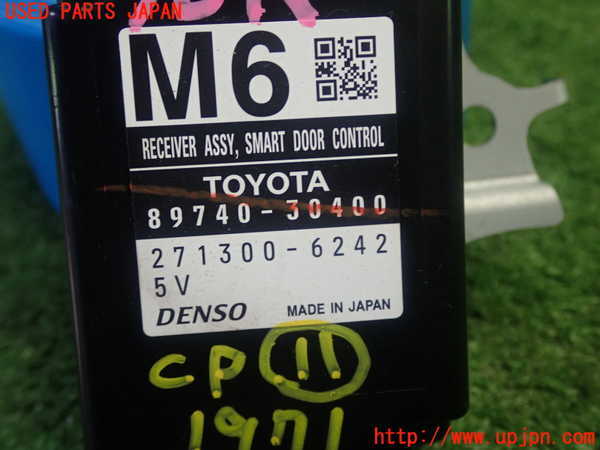 USED PARTS JAPAN
M6
RECEIVER ASSY, SMART DOOR CONTROL
TOYOTA
89740-30400
271300-6242
5V
DENSO MADE IN JAPAN
CP 11
1971
http://www.upjpn.com/